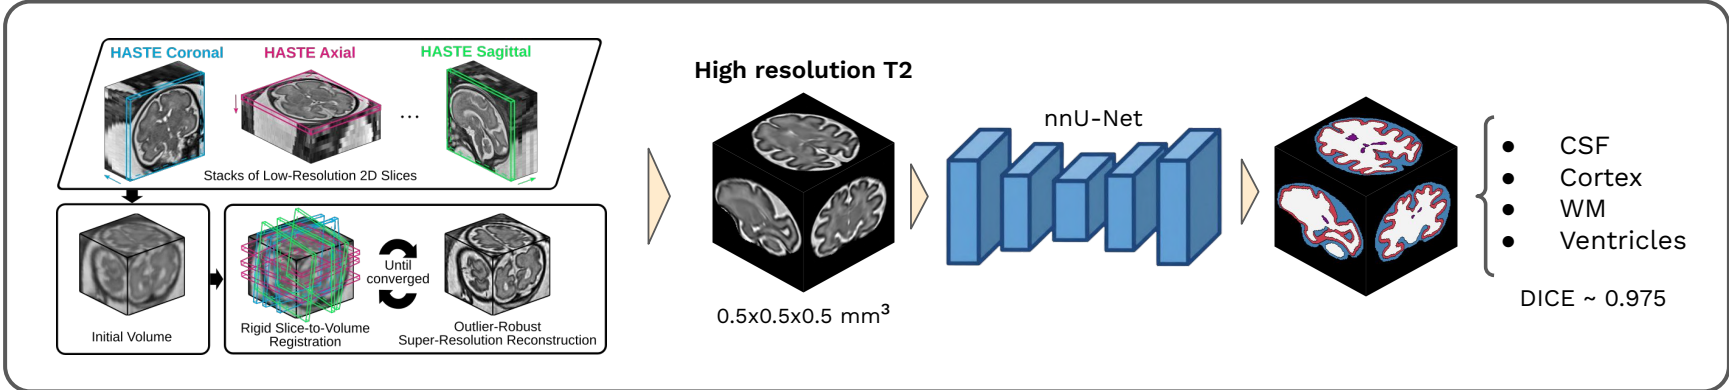 HASTE Coronal
HASTE Axial
HASTE Sagittal
...
Stacks of Low-Resolution 2D Slices
Initial Volume
Rigid Slice-to-Volume
Registration
Until
converged
Outlier-Robust
Super-Resolution Reconstruction
High resolution T2
0.5x0.5x0.5 mm³
nnU-Net
● CSF
● Cortex
● WM
● Ventricles
DICE ~ 0.975